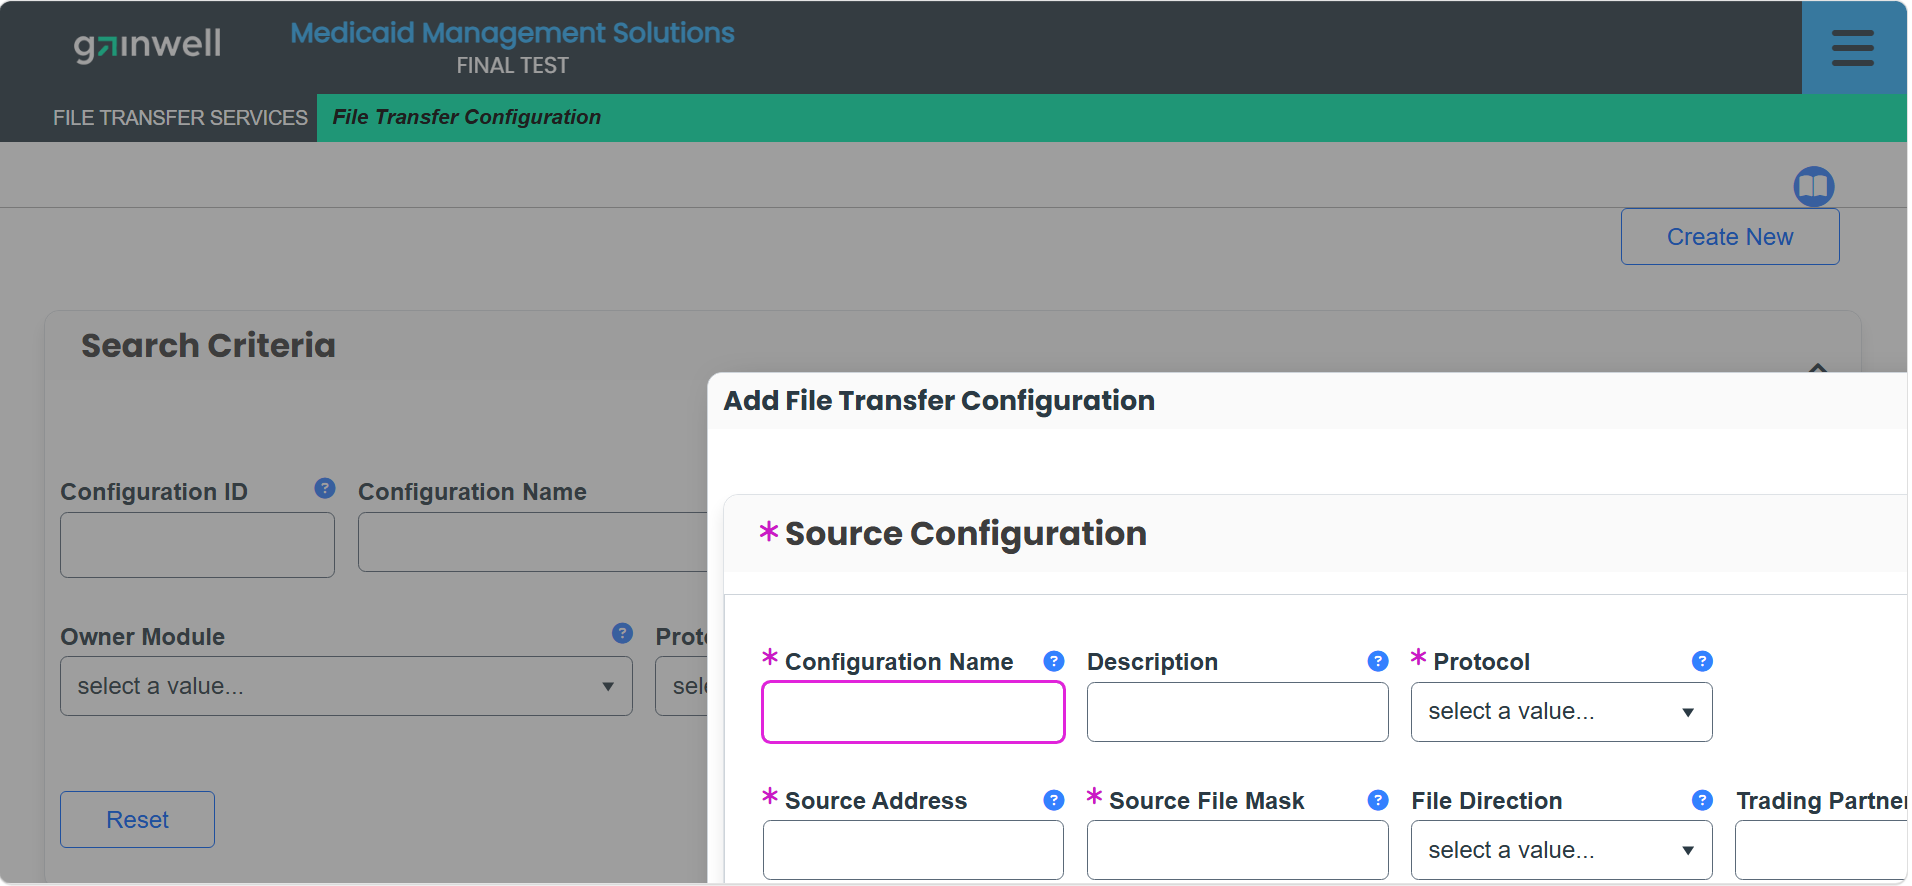 gainwell
Medicaid Management Solutions
FINAL TEST
FILE TRANSFER SERVICES
File Transfer Configuration
Create New
Search Criteria
Add File Transfer Configuration
Configuration ID ?
Configuration Name
* Source Configuration
Owner Module ?
select a value...
* Configuration Name ?
Description ?
* Protocol ?
select a value...
* Source Address ?
* Source File Mask ?
File Direction ?
Trading Partner
select a value...
Reset